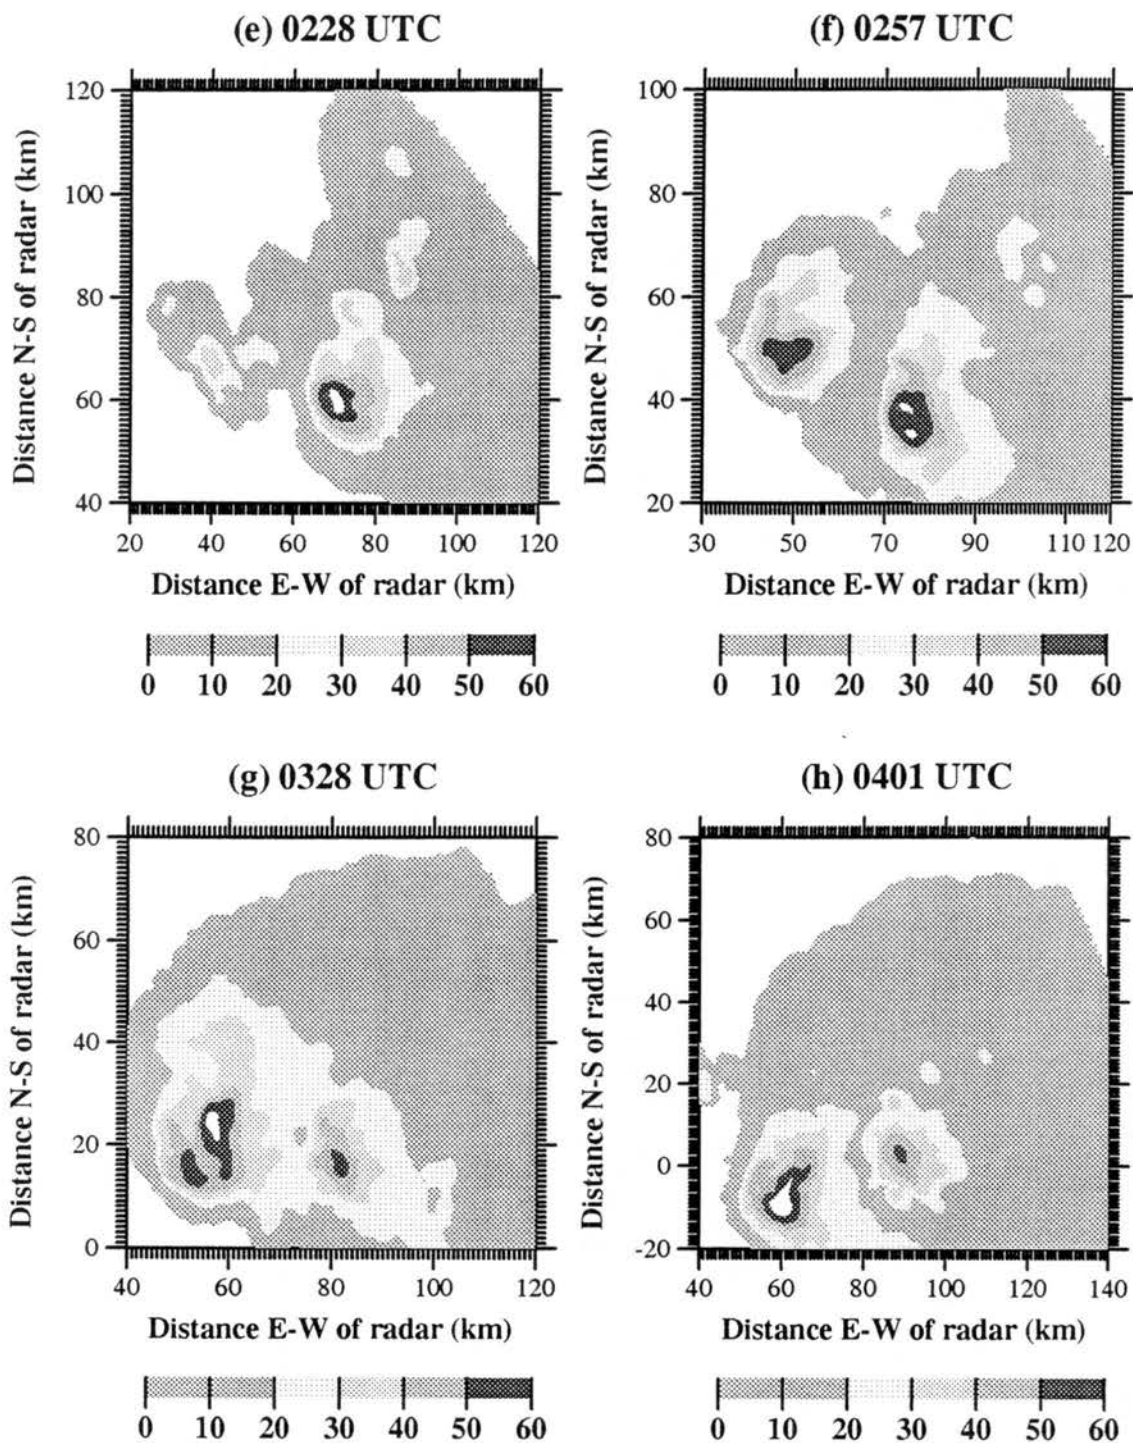 (e) 0228 UTC
(f) 0257 UTC
120
100
80
60
40
Distance N-S of radar (km)
20 40 60 80 100 120
Distance E-W of radar (km)
0 10 20 30 40 50 60
100
80
60
40
20
Distance N-S of radar (km)
30 50 70 90 110 120
Distance E-W of radar (km)
0 10 20 30 40 50 60
(g) 0328 UTC
(h) 0401 UTC
80
60
40
20
0
Distance N-S of radar (km)
40 60 80 100 120
Distance E-W of radar (km)
0 10 20 30 40 50 60
80
60
40
20
0
-20
Distance N-S of radar (km)
40 60 80 100 120 140
Distance E-W of radar (km)
0 10 20 30 40 50 60